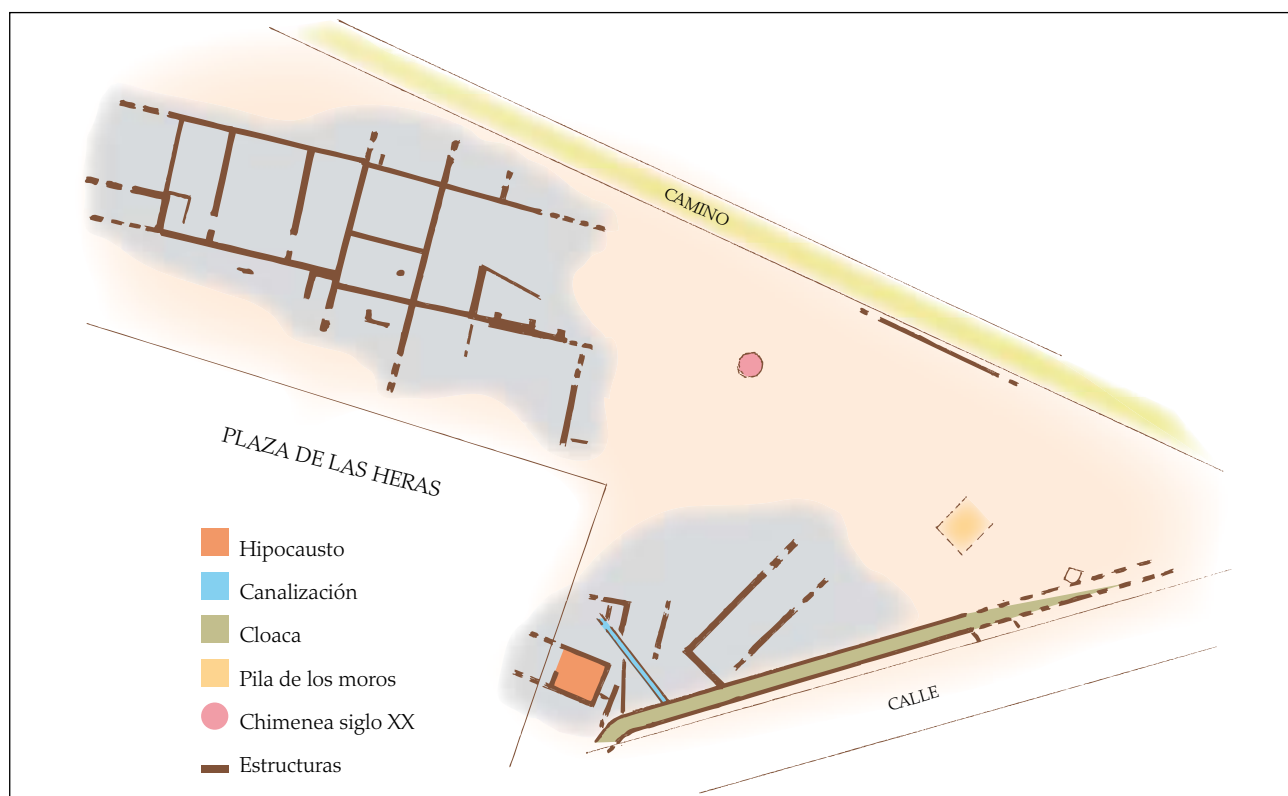 CAMINO
PLAZA DE LAS HERAS
Hipocausto
Canalización
Cloaca
Pila de los moros
Chimenea siglo XX
Estructuras
CALLE